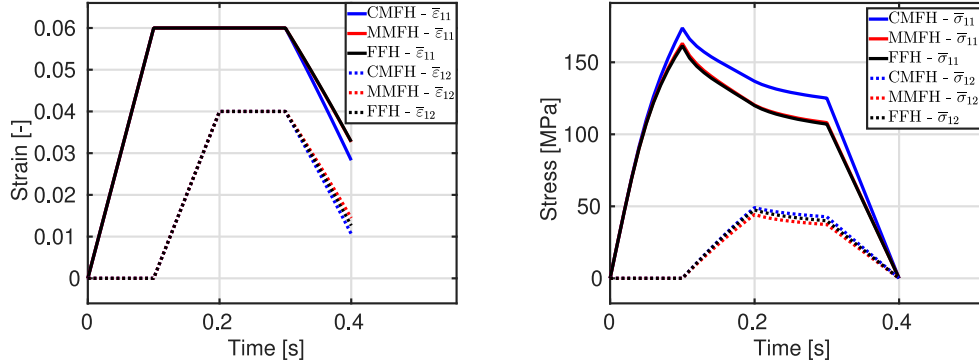 0.06
0.05
0.04
0.03
0.02
0.01
0
Strain [-]
0
0.2
0.4
Time [s]
CMFH - ε̅₁₁
MMFH - ε̅₁₁
FFH - ε̅₁₁
CMFH - ε̅₁₂
MMFH - ε̅₁₂
FFH - ε̅₁₂
150
100
50
0
Stress [MPa]
0
0.2
0.4
Time [s]
CMFH - σ̅₁₁
MMFH - σ̅₁₁
FFH - σ̅₁₁
CMFH - σ̅₁₂
MMFH - σ̅₁₂
FFH - σ̅₁₂